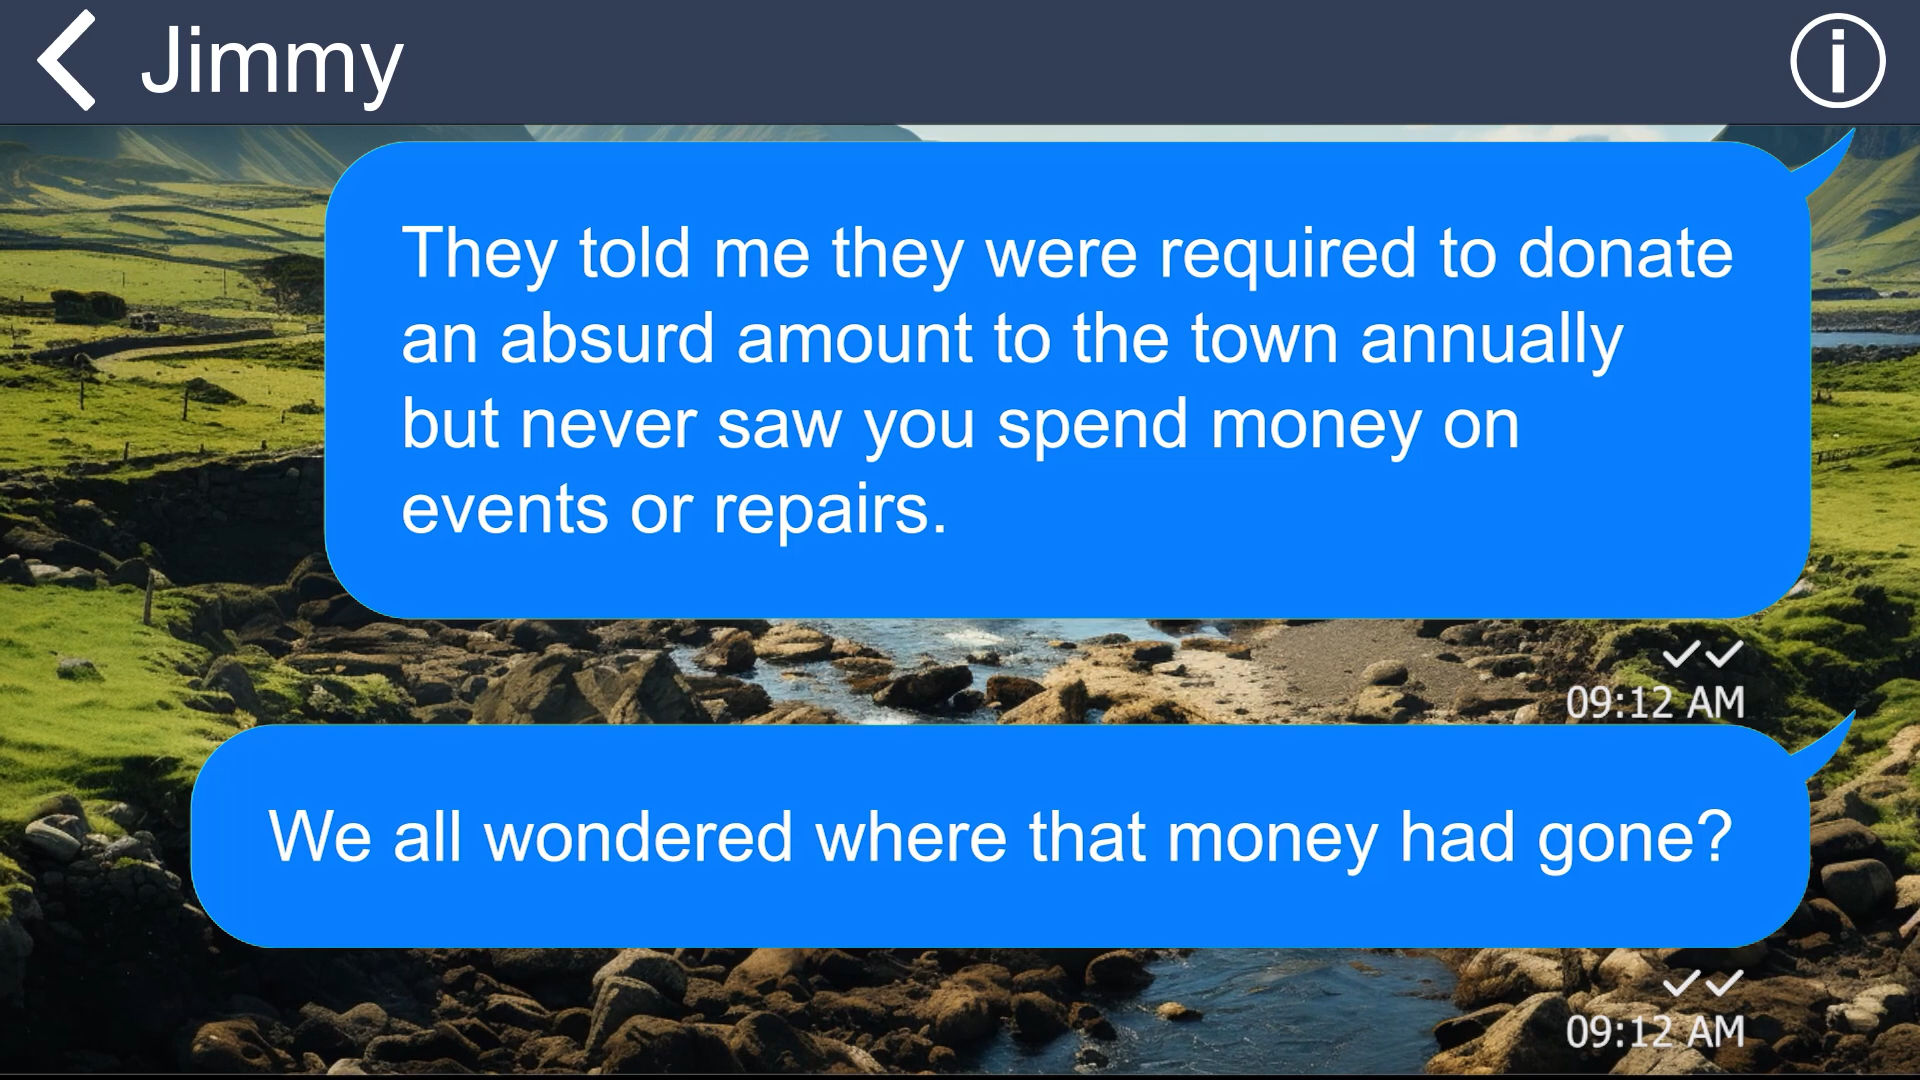 Jimmy
They told me they were required to donate
an absurd amount to the town annually
but never saw you spend money on
events or repairs.
09:12 AM
We all wondered where that money had gone?
09:12 AM